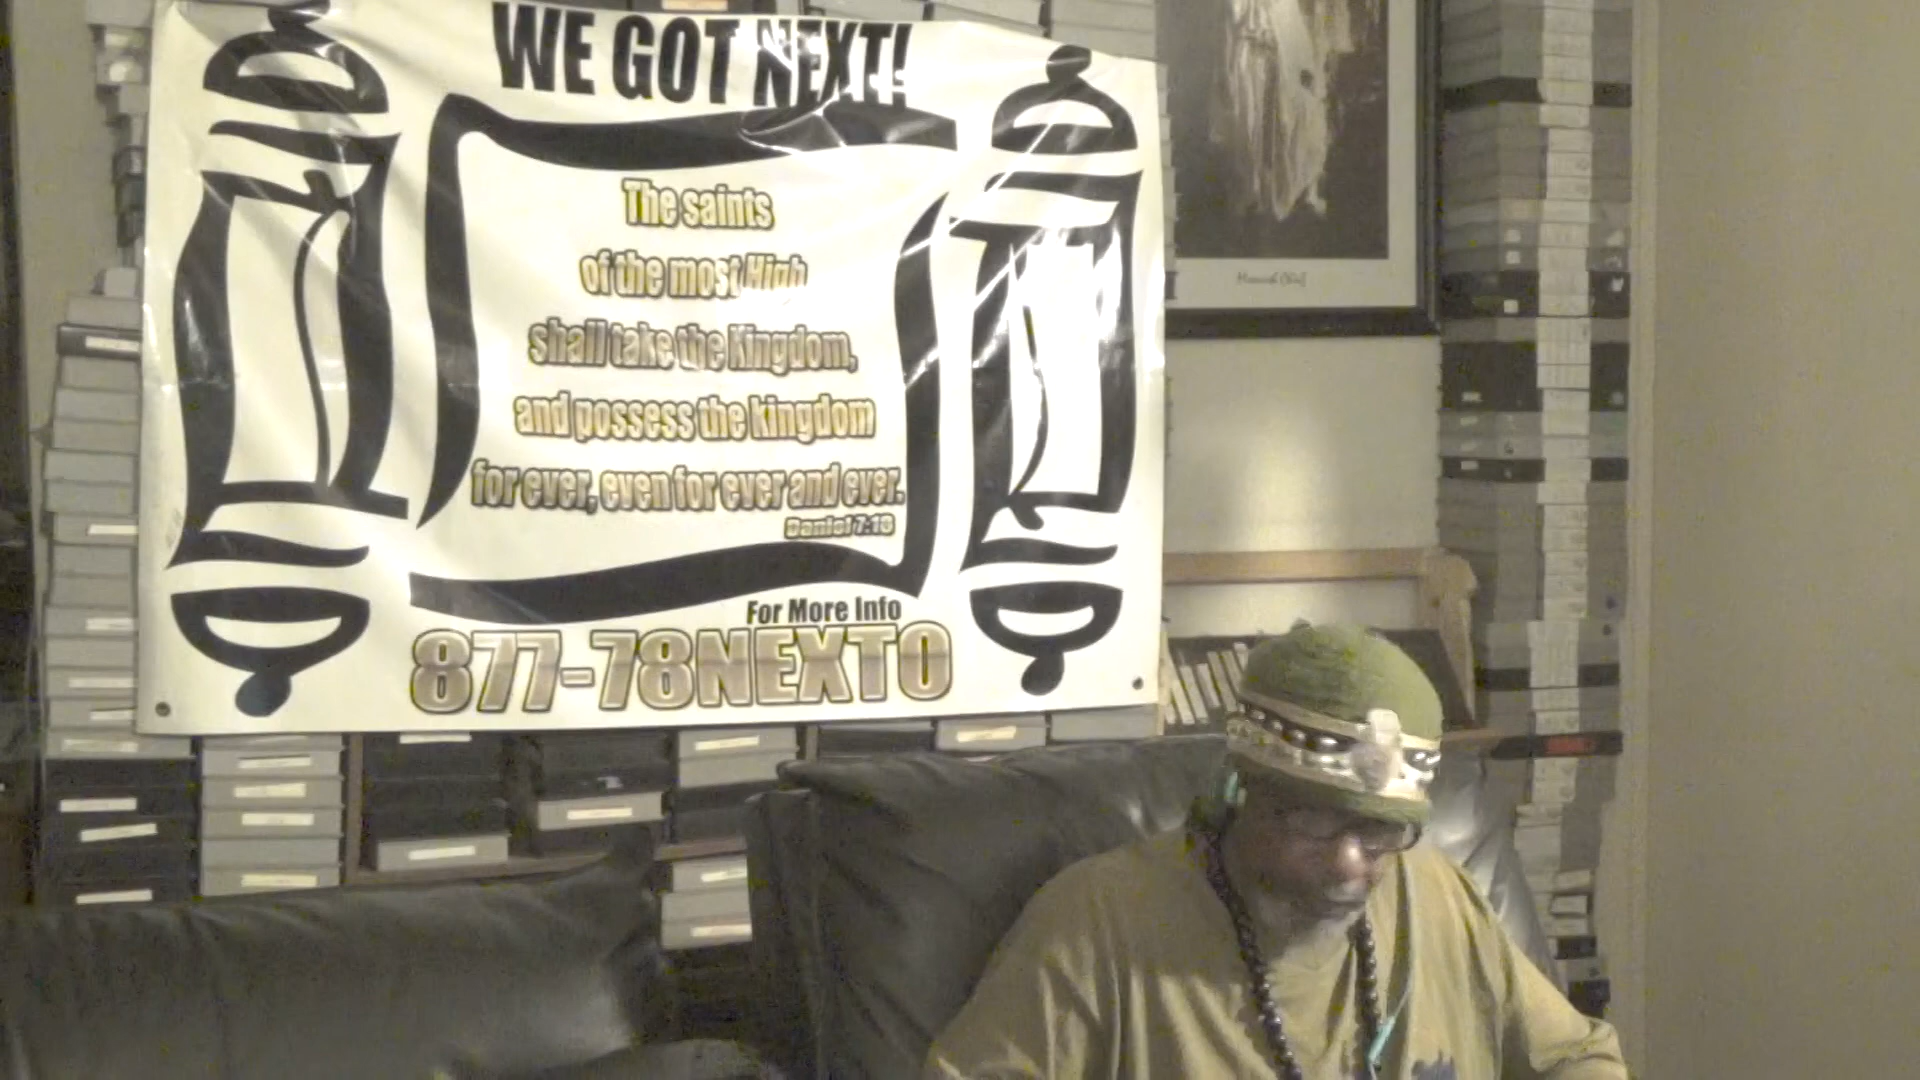 WE GOT NEXT!
The saints
of the most High
shall take the Kingdom,
and possess the kingdom
for ever, even for ever and ever.
Daniel 7:18
For More Info
877-78NEXTO